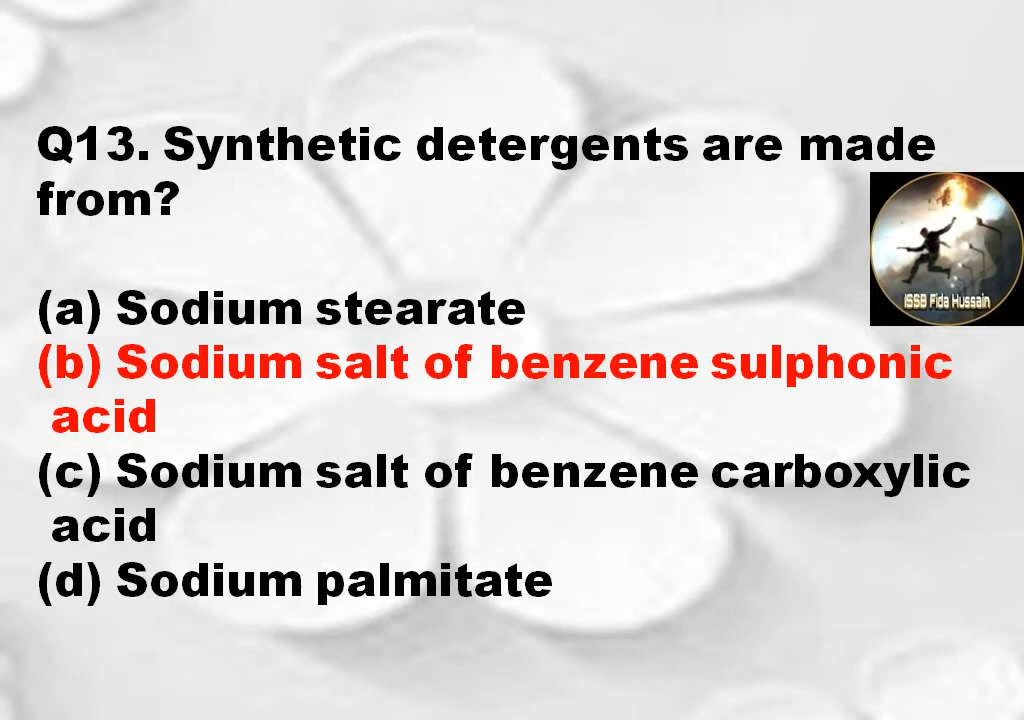 Q13. Synthetic detergents are made
from?
(a) Sodium stearate
(b) Sodium salt of benzene sulphonic
acid
(c) Sodium salt of benzene carboxylic
acid
(d) Sodium palmitate
ISSB Fida Hussain